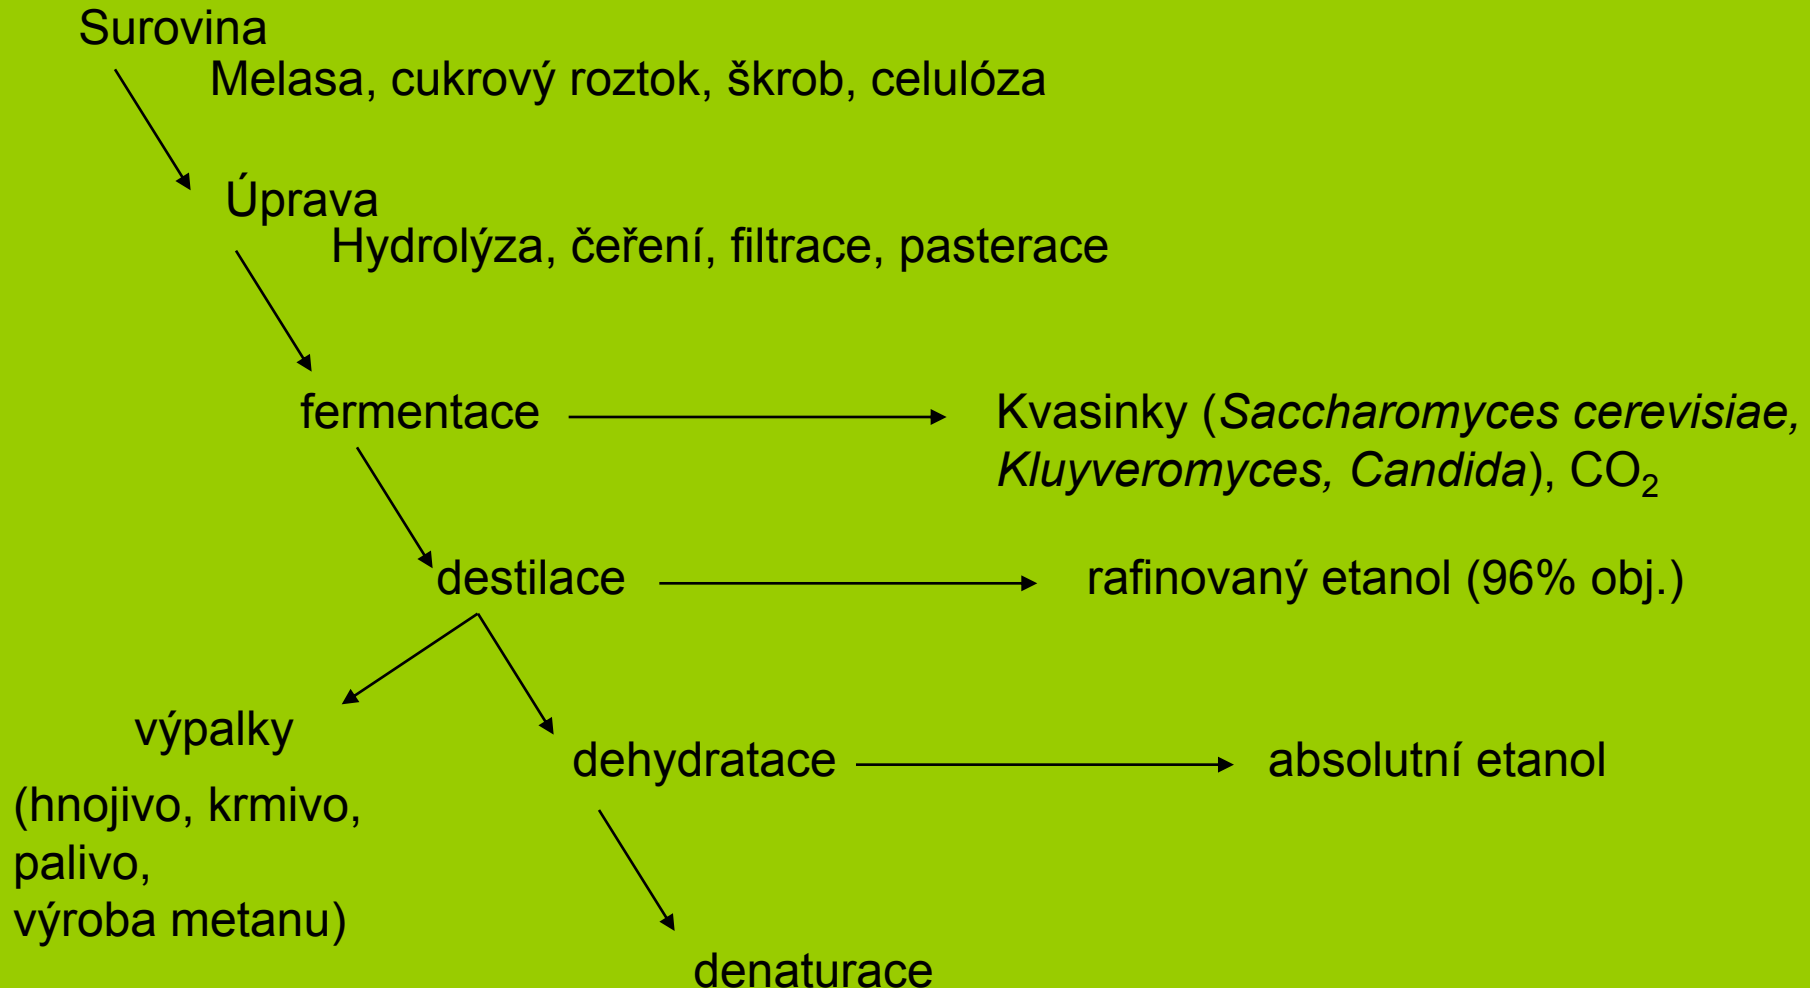 Surovina
Melasa, cukrový roztok, škrob, celulóza
Úprava
Hydrolýza, čeření, filtrace, pasterace
fermentace
Kvasinky (Saccharomyces cerevisiae,
Kluyveromyces, Candida), CO₂
destilace
rafinovaný etanol (96% obj.)
výpalky
(hnojivo, krmivo,
palivo,
výroba metanu)
dehydratace
absolutní etanol
denaturace